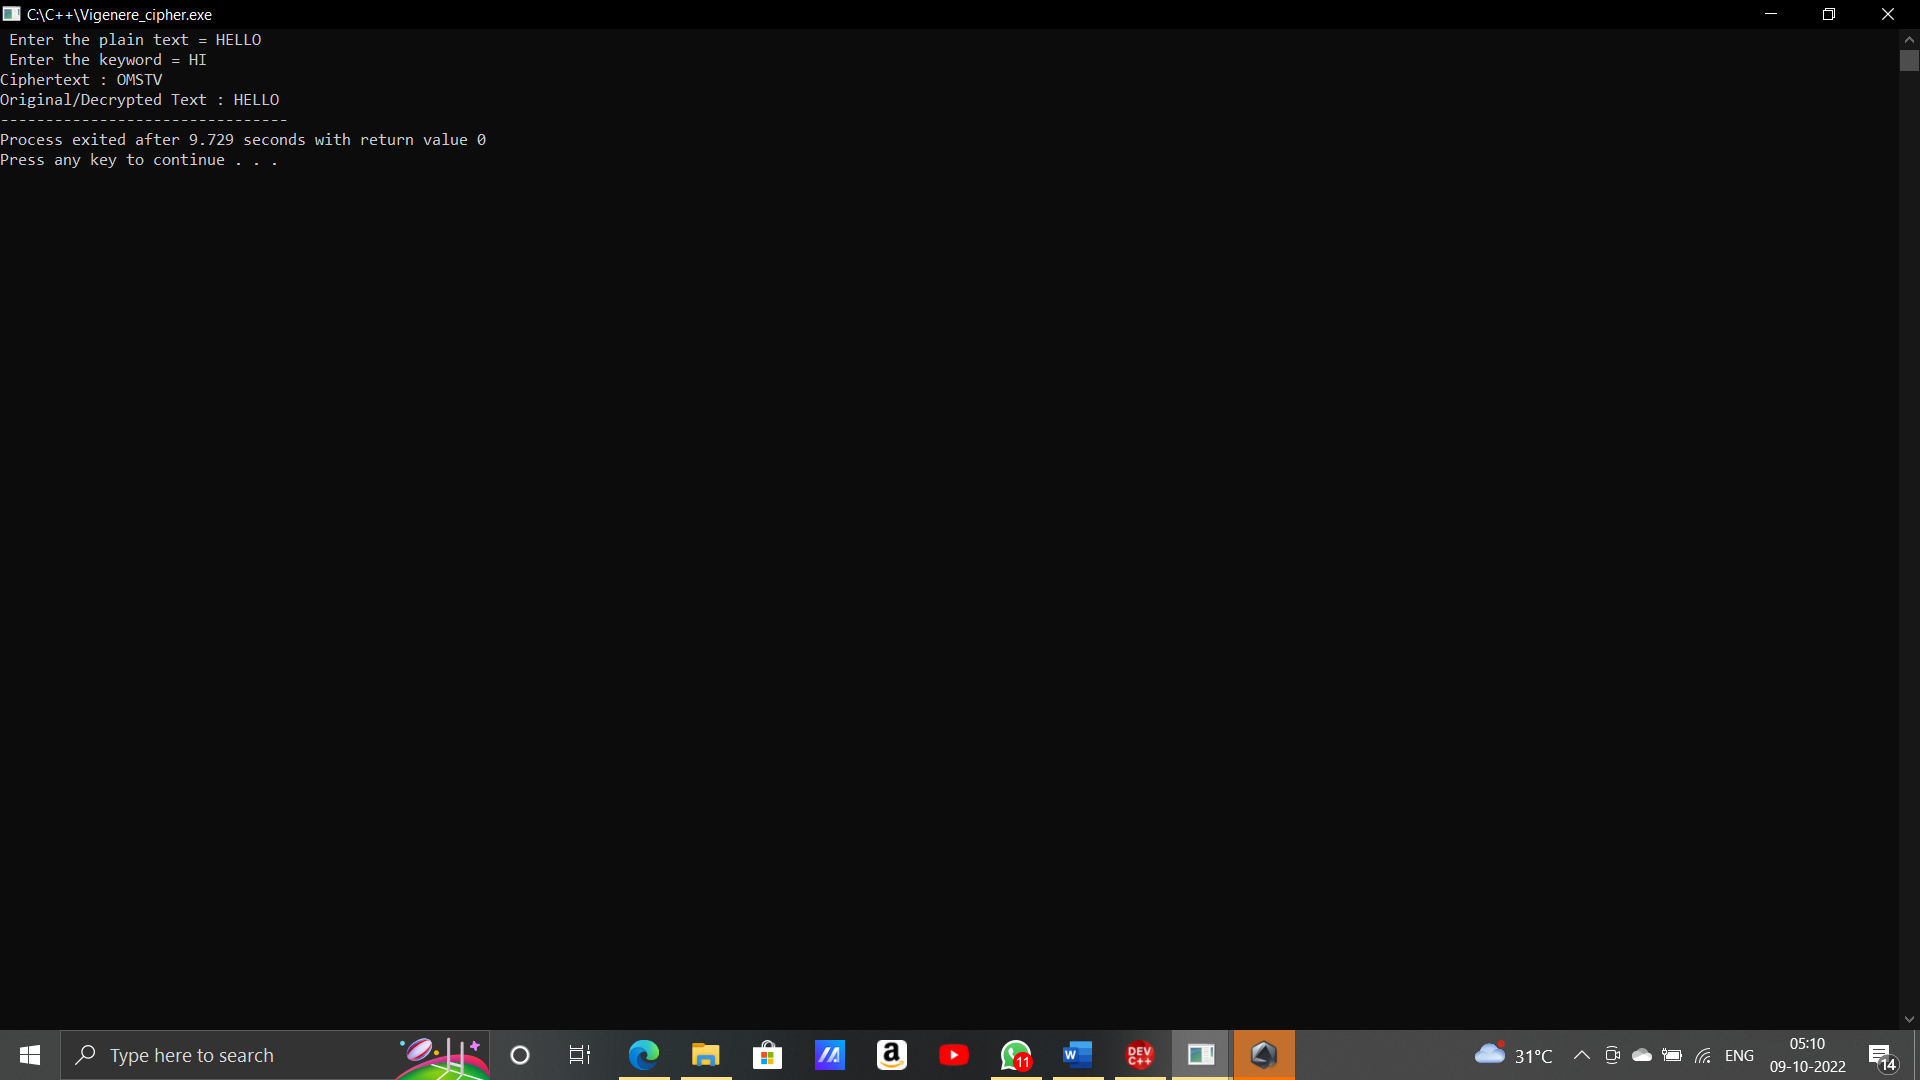 C:\C++\Vigenere_cipher.exe
Enter the plain text = HELLO
Enter the keyword = HI
Ciphertext : OMSTV
Original/Decrypted Text : HELLO
--------------------------------
Process exited after 9.729 seconds with return value 0
Press any key to continue . . .
Type here to search
a
11
W
DEV
C++
31°C
ENG
05:10
09-10-2022
14